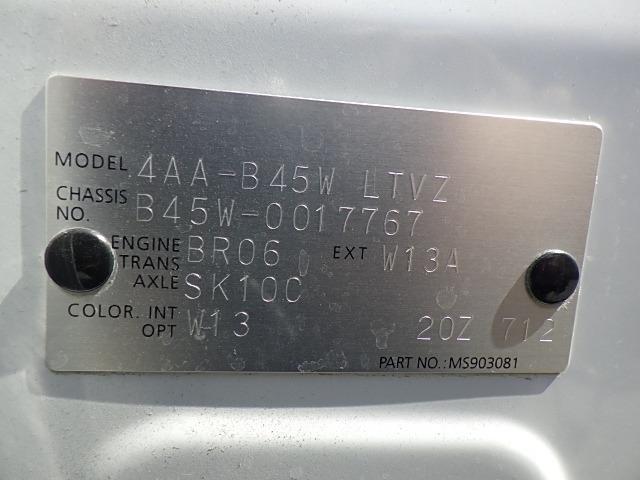 MODEL 4AA-B45W LTVZ
CHASSIS NO. B45W-0017767
ENGINE BR06 EXT W13A
TRANS AXLE SK10C
COLOR. INT
OPT W13 20Z 712
PART NO.: MS903081